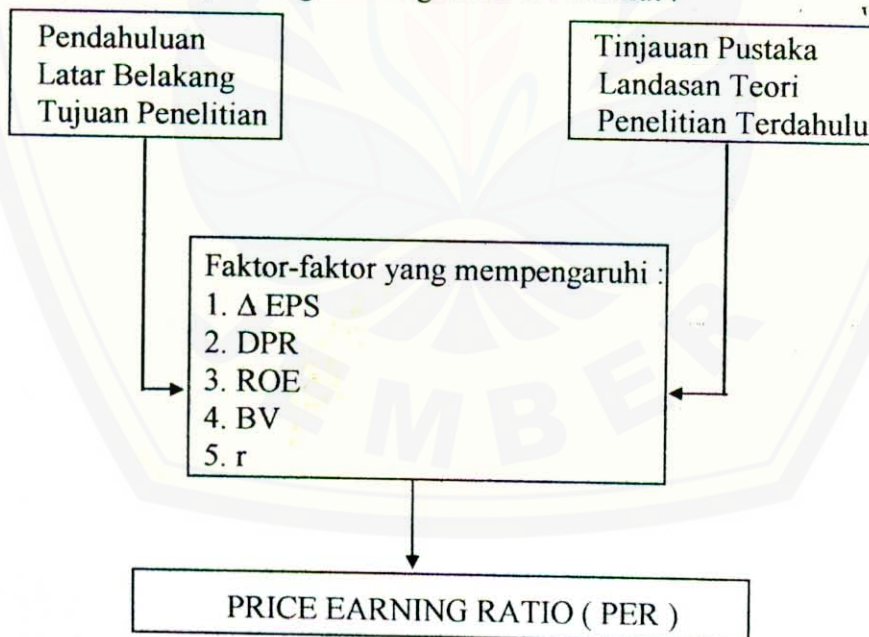 Pendahuluan
Latar Belakang
Tujuan Penelitian
Tinjauan Pustaka
Landasan Teori
Penelitian Terdahulu
Faktor-faktor yang mempengaruhi :
1. Δ EPS
2. DPR
3. ROE
4. BV
5. r
PRICE EARNING RATIO ( PER )
EMBER